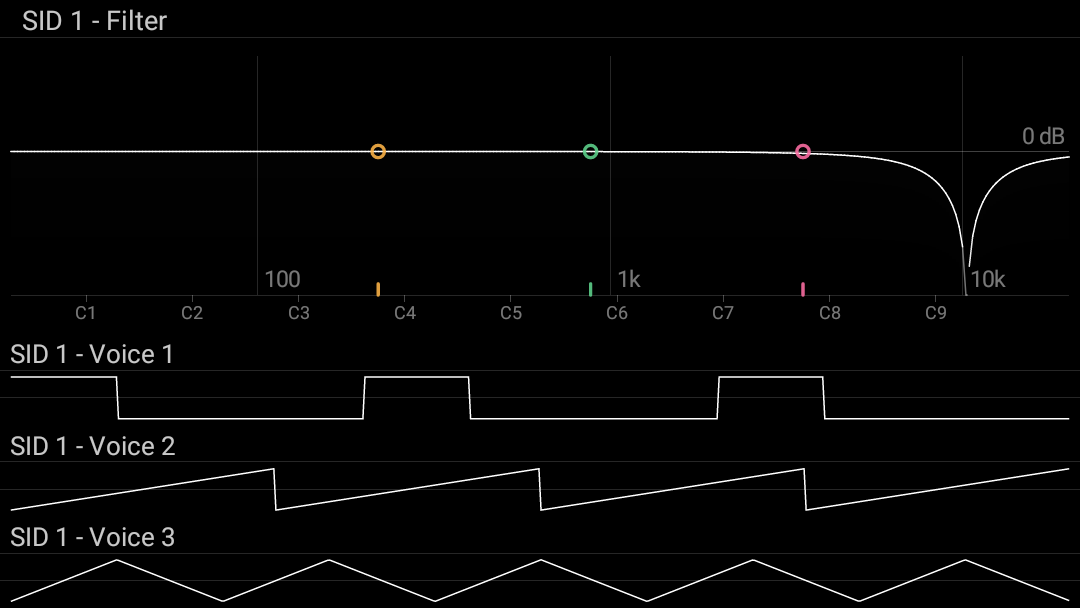 SID 1 - Filter
0 dB
100 1k 10k
C1 C2 C3 C4 C5 C6 C7 C8 C9
SID 1 - Voice 1
SID 1 - Voice 2
SID 1 - Voice 3